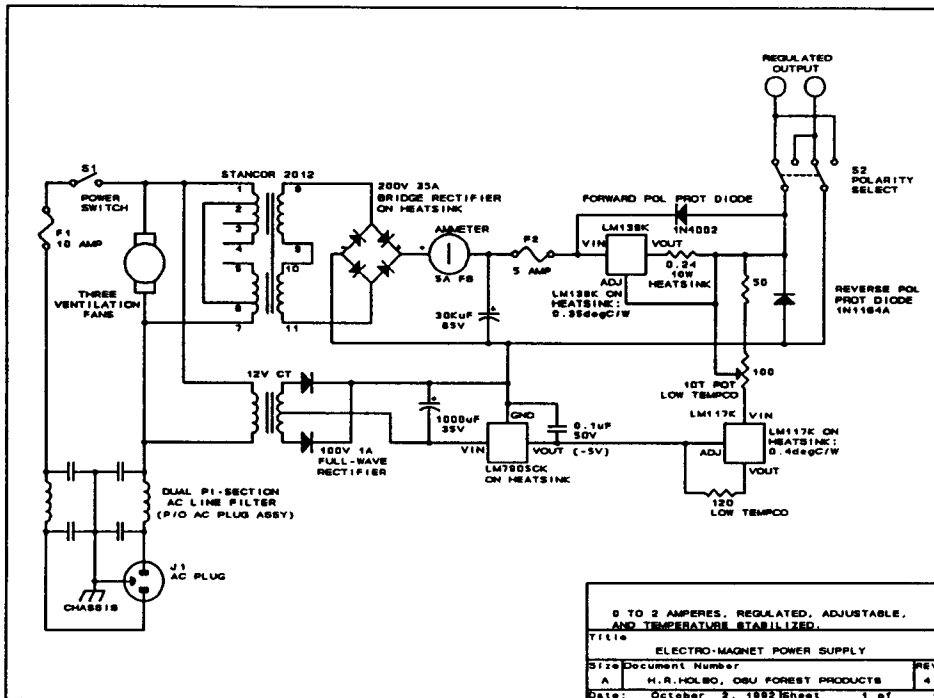 REGULATED
OUTPUT
S1
POWER
SWITCH
F1
10 AMP
THREE
VENTILATION
FANS
STANCOR 2012
1
2
3
4
5
6
7
8
9
10
11
200V 35A
BRIDGE RECTIFIER
ON HEATSINK
AMMETER
5A FS
+
-
+
F2
5 AMP
30KuF
85V
FORWARD POL PROT DIODE
1N4002
LM138K
VIN
VOUT
ADJ
0.24
10W
HEATSINK
LM138K ON
HEATSINK:
0.35degC/W
S2
POLARITY
SELECT
50
REVERSE POL
PROT DIODE
1N1184A
100
10T POT
LOW TEMPCO
12V CT
100V 1A
FULL-WAVE
RECTIFIER
1000uF
35V
GND
VIN
VOUT
(-5V)
0.1uF
50V
LM7905CK
ON HEATSINK
LM117K
VIN
ADJ
VOUT
LM117K ON
HEATSINK:
0.4degC/W
120
LOW TEMPCO
DUAL PI-SECTION
AC LINE FILTER
(P/O AC PLUG ASSY)
J1
AC PLUG
CHASSIS
0 TO 2 AMPERES, REGULATED, ADJUSTABLE,
AND TEMPERATURE STABILIZED.
Title
ELECTRO-MAGNET POWER SUPPLY
Size Document Number REV
A H.R.HOLBO, OSU FOREST PRODUCTS 4
Date: October 2, 1992 Sheet 1 of